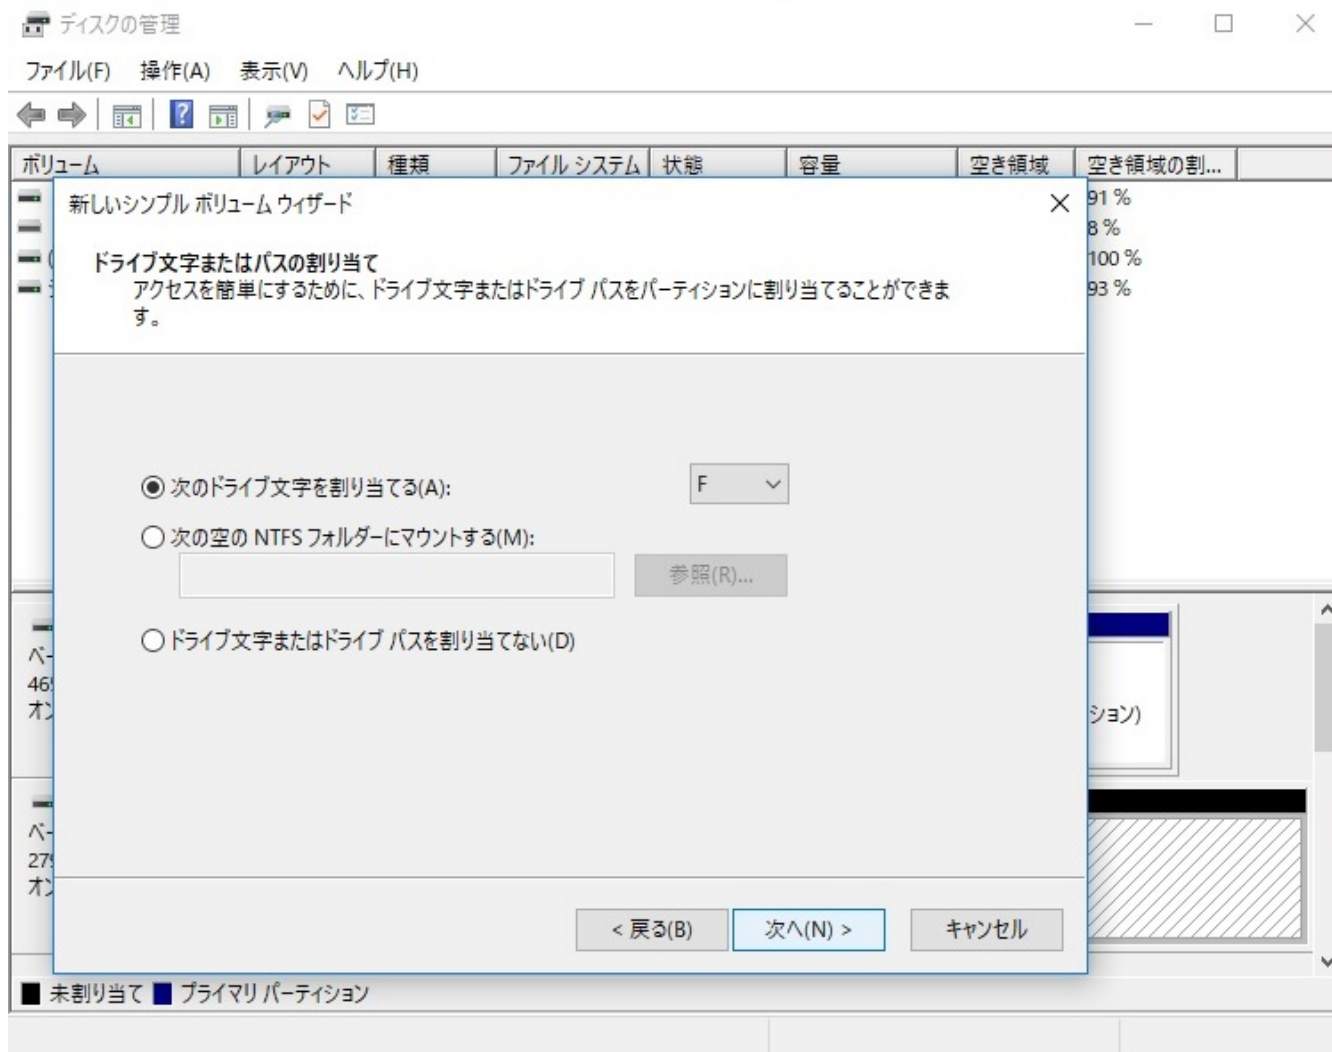 ディスクの管理
ファイル(F) 操作(A) 表示(V) ヘルプ(H)
ボリューム レイアウト 種類 ファイル システム 状態 容量 空き領域 空き領域の割...
91 %
8 %
100 %
93 %
新しいシンプル ボリューム ウィザード
ドライブ文字またはパスの割り当て
アクセスを簡単にするために、ドライブ文字またはドライブ パスをパーティションに割り当てることができま
す。
次のドライブ文字を割り当てる(A): F
次の空の NTFS フォルダーにマウントする(M):
参照(R)...
ドライブ文字またはドライブ パスを割り当てない(D)
ション)
< 戻る(B) 次へ(N) > キャンセル
未割り当て プライマリ パーティション